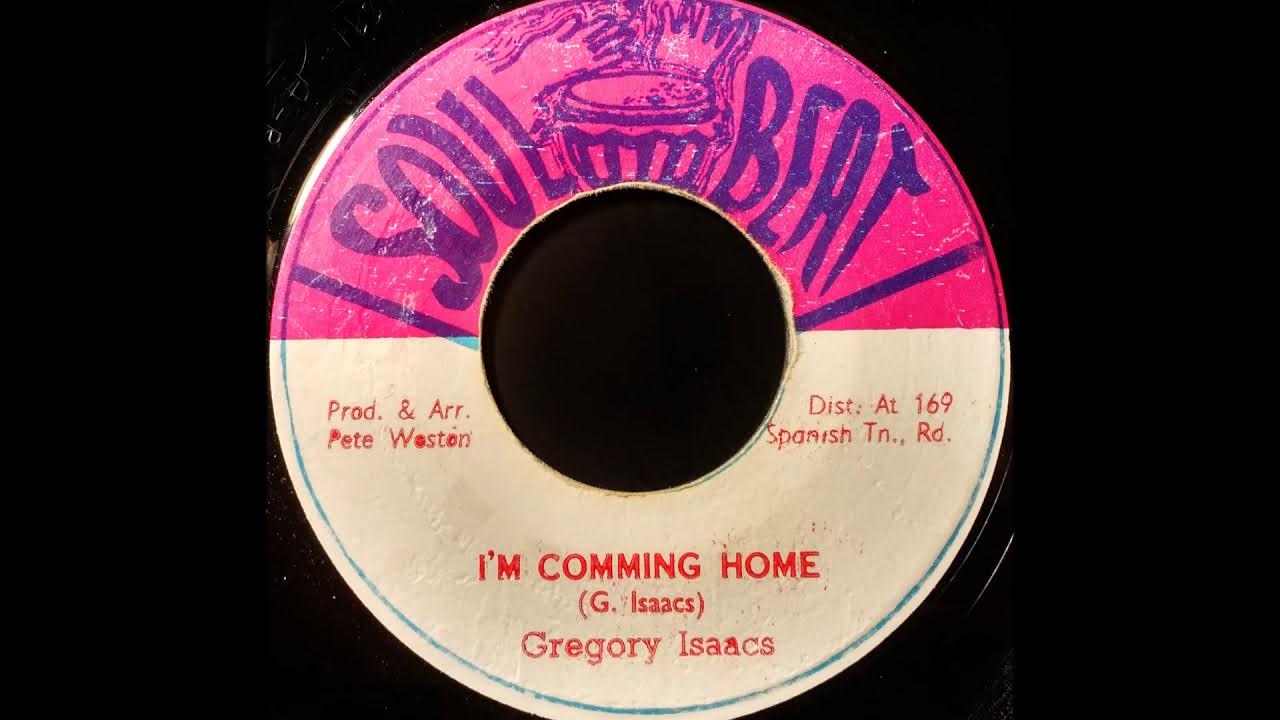 SOUL BEAT
Prod. & Arr.
Pete Weston
Dist. At 169
Spanish Tn., Rd.
I'M COMMING HOME
(G. Isaacs)
Gregory Isaacs